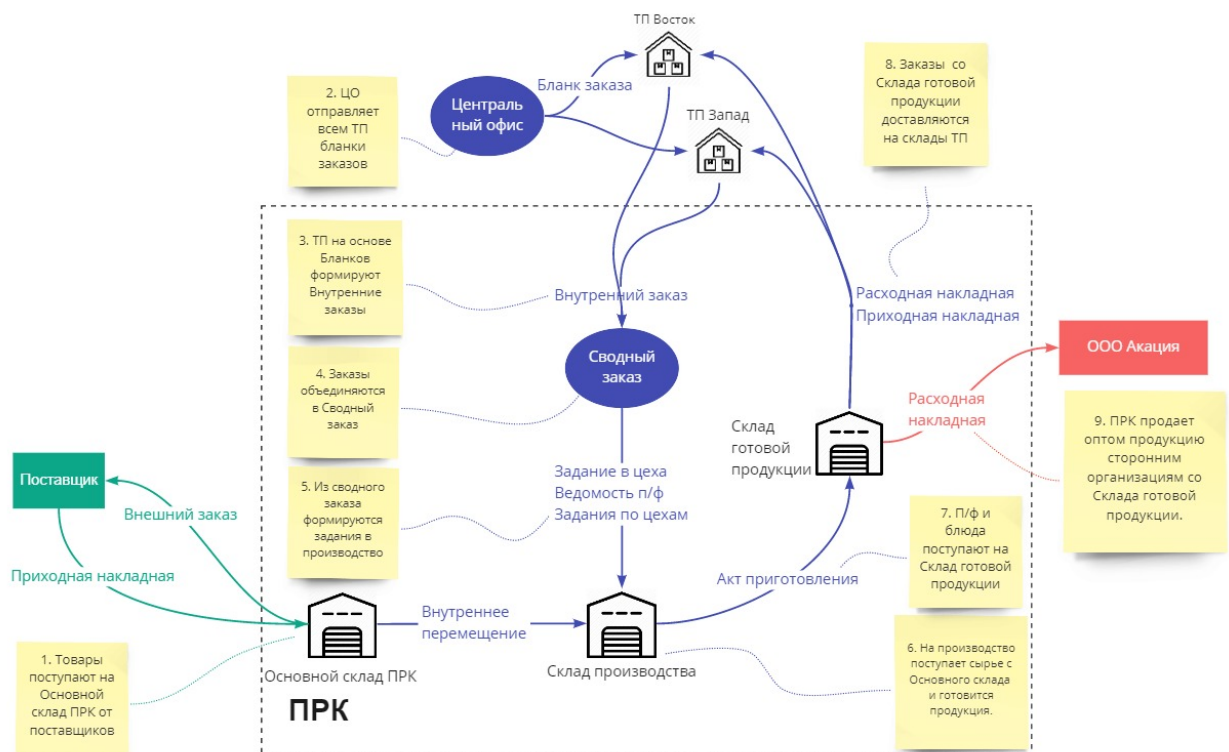 ТП Восток
2. ЦО
отправляет
всем ТП
бланки
заказов
Централь
ный офис
Бланк заказа
ТП Запад
8. Заказы со
Склада готовой
продукции
доставляются
на склады ТП
3. ТП на основе
Бланков
формируют
Внутренние
заказы
Внутренний заказ
Расходная накладная
Приходная накладная
4. Заказы
объединяются
в Сводный
заказ
Сводный
заказ
ООО Акация
Расходная
накладная
9. ПРК продает
оптом продукцию
сторонним
организациям со
Склада готовой
продукции.
Склад
готовой
продукции
Поставщик
Внешний заказ
Приходная накладная
5. Из сводного
заказа
формируются
задания в
производство
Задание в цеха
Ведомость п/ф
Задания по цехам
7. П/ф и
блюда
поступают на
Склад готовой
продукции
Акт приготовления
Внутреннее
перемещение
1. Товары
поступают на
Основной
склад ПРК от
поставщиков
Основной склад ПРК
Склад производства
6. На производство
поступает сырье с
Основного склада
и готовится
продукция.
ПРК